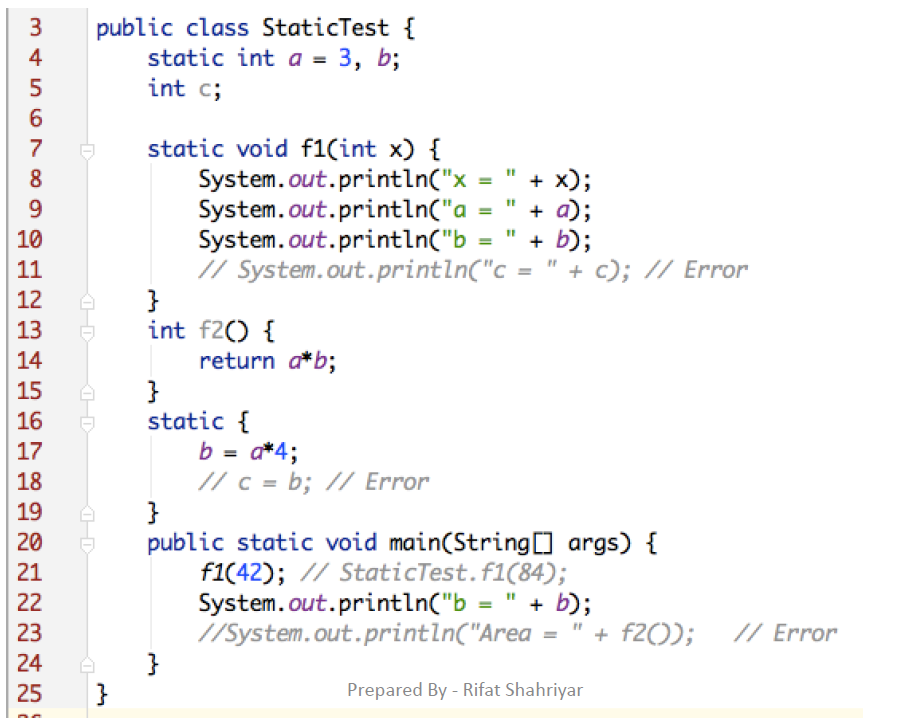 3 public class StaticTest {
4 static int a = 3, b;
5 int c;
6
7 static void f1(int x) {
8 System.out.println("x = " + x);
9 System.out.println("a = " + a);
10 System.out.println("b = " + b);
11 // System.out.println("c = " + c); // Error
12 }
13 int f2() {
14 return a*b;
15 }
16 static {
17 b = a*4;
18 // c = b; // Error
19 }
20 public static void main(String[] args) {
21 f1(42); // StaticTest.f1(84);
22 System.out.println("b = " + b);
23 //System.out.println("Area = " + f2()); // Error
24 }
25 }
Prepared By - Rifat Shahriyar